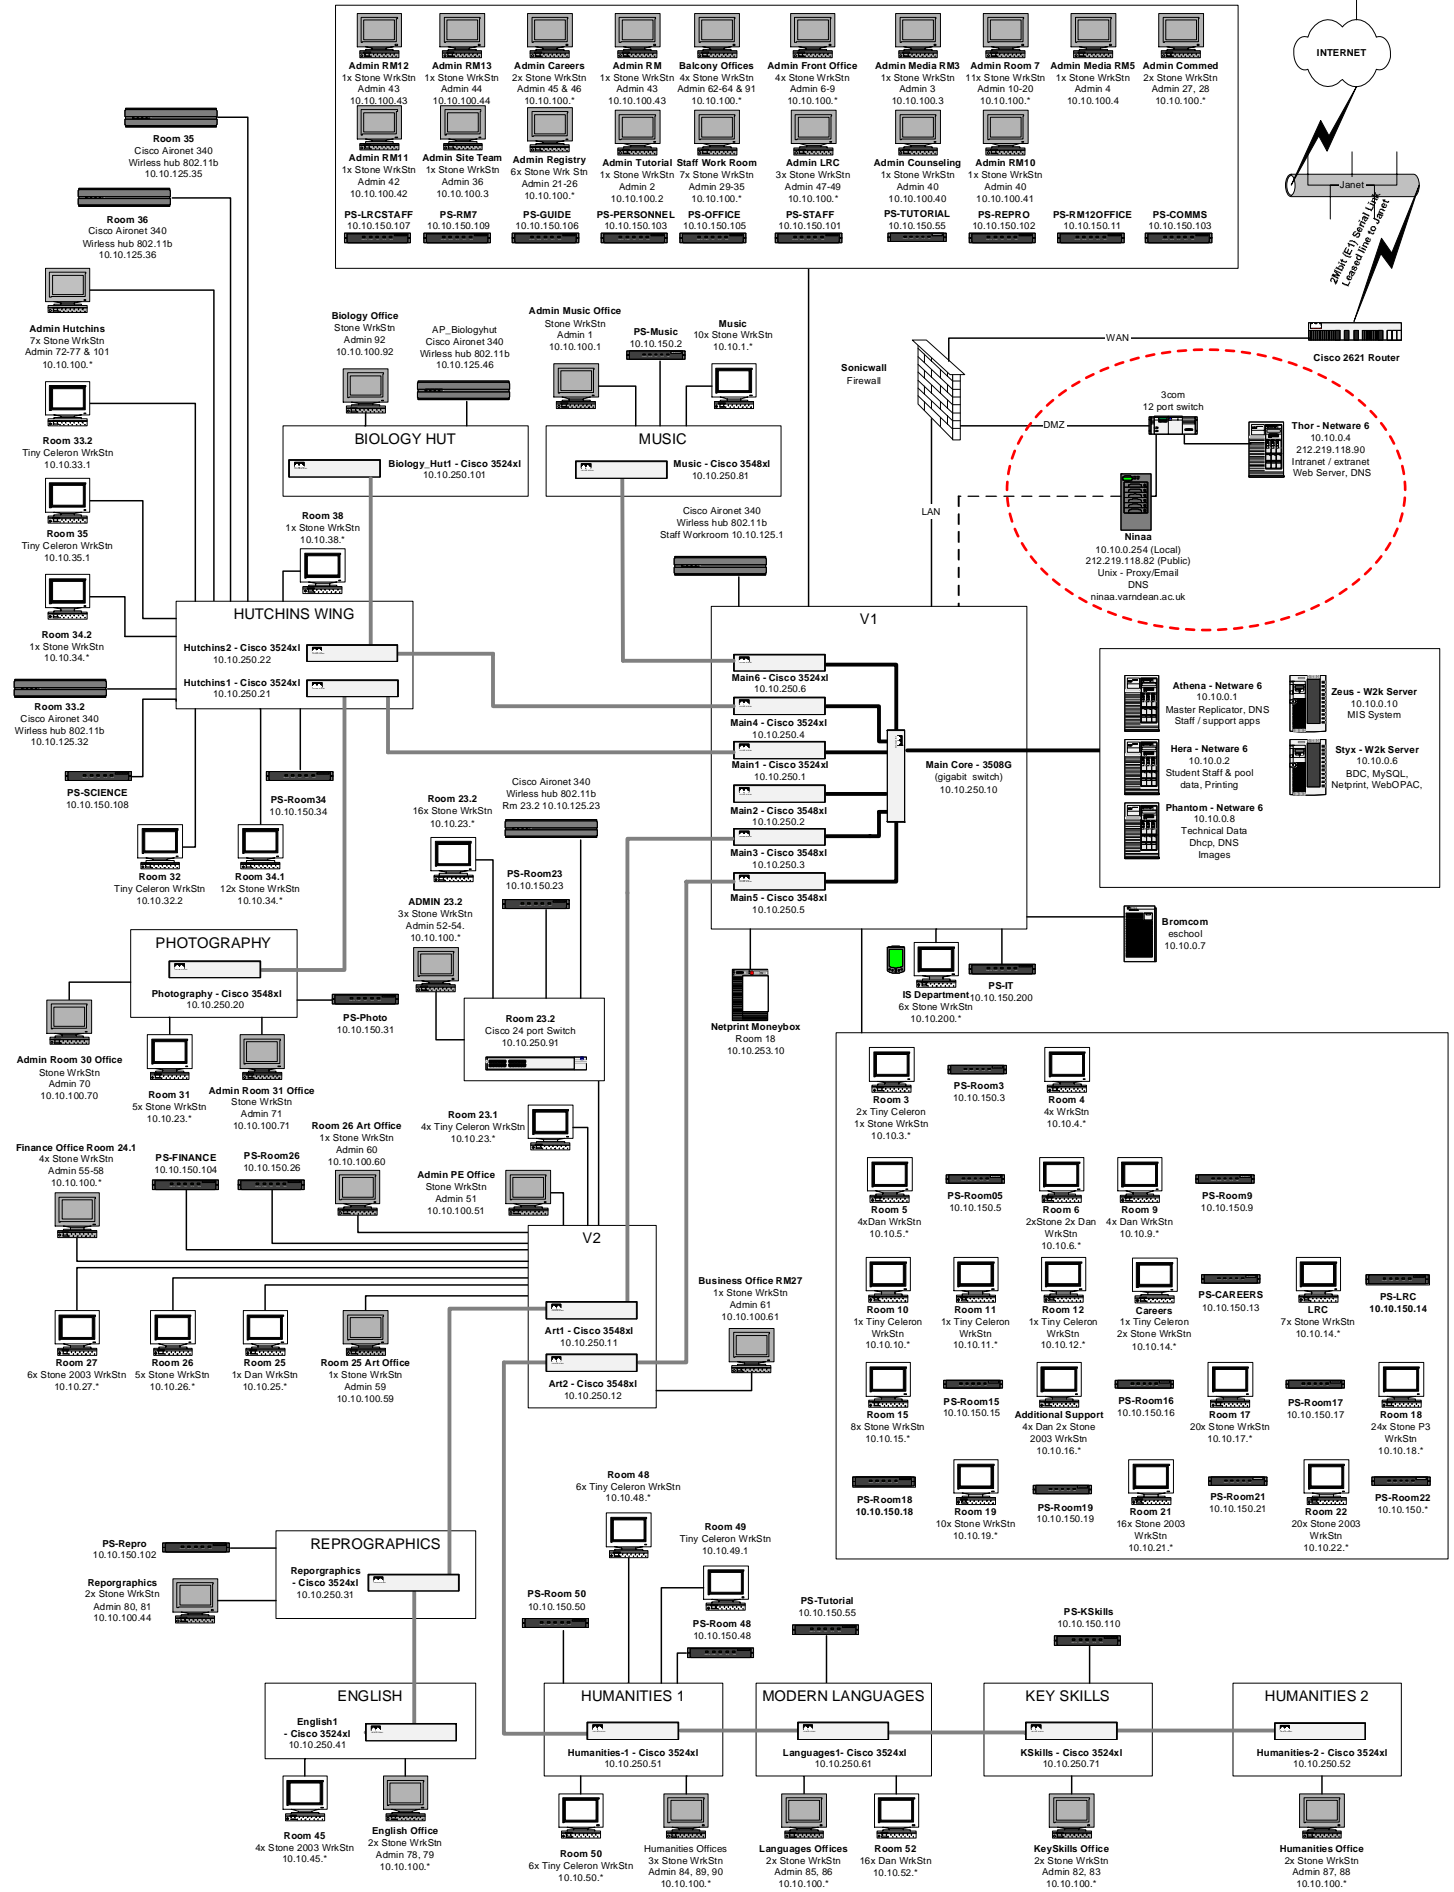 Admin RM12
1x Stone WrkStn
Admin 43
10.10.100.43
Admin RM13
1x Stone WrkStn
Admin 44
10.10.100.44
Admin Careers
2x Stone WrkStn
Admin 45 & 46
10.10.100.*
Admin RM
1x Stone WrkStn
Admin 43
10.10.100.43
Balcony Offices
4x Stone WrkStn
Admin 62-64 & 91
10.10.100.*
Admin Front Office
4x Stone WrkStn
Admin 6-9
10.10.100.*
Admin Media RM3
1x Stone WrkStn
Admin 3
10.10.100.3
Admin Room 7
11x Stone WrkStn
Admin 10-20
10.10.100.*
Admin Media RM5
1x Stone WrkStn
Admin 4
10.10.100.4
Admin Commed
2x Stone WrkStn
Admin 27, 28
10.10.100.*
Admin RM11
1x Stone WrkStn
Admin 42
10.10.100.42
Admin Site Team
1x Stone WrkStn
Admin 36
10.10.100.3
Admin Registry
6x Stone Wrk Stn
Admin 21-26
10.10.100.*
Admin Tutorial
1x Stone WrkStn
Admin 2
10.10.100.2
Staff Work Room
7x Stone WrkStn
Admin 29-35
10.10.100.*
Admin LRC
3x Stone WrkStn
Admin 47-49
10.10.100.*
Admin Counseling
1x Stone WrkStn
Admin 40
10.10.100.40
Admin RM10
1x Stone WrkStn
Admin 40
10.10.100.41
PS-LRCSTAFF
10.10.150.107
PS-RM7
10.10.150.109
PS-GUIDE
10.10.150.106
PS-PERSONNEL
10.10.150.103
PS-OFFICE
10.10.150.105
PS-STAFF
10.10.150.101
PS-TUTORIAL
10.10.150.55
PS-REPRO
10.10.150.102
PS-RM12OFFICE
10.10.150.11
PS-COMMS
10.10.150.103
INTERNET
Janet
2Mbit (E1) Serial Link
Leased line to Janet
Cisco 2621 Router
WAN
Sonicwall
Firewall
DMZ
LAN
3com
12 port switch
Thor - Netware 6
10.10.0.4
212.219.118.90
Intranet / extranet
Web Server, DNS
Ninaa
10.10.0.254 (Local)
212.219.118.82 (Public)
Unix - Proxy/Email
DNS
ninaa.varndean.ac.uk
Room 35
Cisco Aironet 340
Wirless hub 802.11b
10.10.125.35
Room 36
Cisco Aironet 340
Wirless hub 802.11b
10.10.125.36
Admin Hutchins
7x Stone WrkStn
Admin 72-77 & 101
10.10.100.*
Room 33.2
Tiny Celeron WrkStn
10.10.33.1
Room 35
Tiny Celeron WrkStn
10.10.35.1
Room 34.2
1x Stone WrkStn
10.10.34.*
Room 33.2
Cisco Aironet 340
Wirless hub 802.11b
10.10.125.32
Biology Office
Stone WrkStn
Admin 92
10.10.100.92
AP_Biologyhut
Cisco Aironet 340
Wirless hub 802.11b
10.10.125.46
BIOLOGY HUT
Biology_Hut1 - Cisco 3524xl
10.10.250.101
Admin Music Office
Stone WrkStn
Admin 1
10.10.100.1
PS-Music
10.10.150.2
Music
10x Stone WrkStn
10.10.1.*
MUSIC
Music - Cisco 3548xl
10.10.250.81
Room 38
1x Stone WrkStn
10.10.38.*
Cisco Aironet 340
Wirless hub 802.11b
Staff Workroom 10.10.125.1
HUTCHINS WING
Hutchins2 - Cisco 3524xl
10.10.250.22
Hutchins1 - Cisco 3524xl
10.10.250.21
V1
Main6 - Cisco 3524xl
10.10.250.6
Main4 - Cisco 3524xl
10.10.250.4
Main1 - Cisco 3524xl
10.10.250.1
Main2 - Cisco 3548xl
10.10.250.2
Main3 - Cisco 3548xl
10.10.250.3
Main5 - Cisco 3548xl
10.10.250.5
Main Core - 3508G
(gigabit switch)
10.10.250.10
Athena - Netware 6
10.10.0.1
Master Replicator, DNS
Staff / support apps
Zeus - W2k Server
10.10.0.10
MIS System
Hera - Netware 6
10.10.0.2
Student Staff & pool
data, Printing
Styx - W2k Server
10.10.0.6
BDC, MySQL,
Netprint, WebOPAC,
Phantom - Netware 6
10.10.0.8
Technical Data
Dhcp, DNS
Images
Bromcom
eschool
10.10.0.7
PS-SCIENCE
10.10.150.108
PS-Room34
10.10.150.34
Room 32
Tiny Celeron WrkStn
10.10.32.2
Room 34.1
12x Stone WrkStn
10.10.34.*
Room 23.2
16x Stone WrkStn
10.10.23.*
Cisco Aironet 340
Wirless hub 802.11b
Rm 23.2 10.10.125.23
PS-Room23
10.10.150.23
ADMIN 23.2
3x Stone WrkStn
Admin 52-54.
10.10.100.*
Room 23.2
Cisco 24 port Switch
10.10.250.91
Netprint Moneybox
Room 18
10.10.253.10
IS Department
6x Stone WrkStn
10.10.200.*
PS-IT
10.10.150.200
PHOTOGRAPHY
Photography - Cisco 3548xl
10.10.250.20
PS-Photo
10.10.150.31
Admin Room 30 Office
Stone WrkStn
Admin 70
10.10.100.70
Room 31
5x Stone WrkStn
10.10.23.*
Admin Room 31 Office
Stone WrkStn
Admin 71
10.10.100.71
Finance Office Room 24.1
4x Stone WrkStn
Admin 55-58
10.10.100.*
PS-FINANCE
10.10.150.104
PS-Room26
10.10.150.26
Room 26 Art Office
1x Stone WrkStn
Admin 60
10.10.100.60
Room 23.1
4x Tiny Celeron WrkStn
10.10.23.*
Admin PE Office
Stone WrkStn
Admin 51
10.10.100.51
V2
Art1 - Cisco 3548xl
10.10.250.11
Art2 - Cisco 3548xl
10.10.250.12
Business Office RM27
1x Stone WrkStn
Admin 61
10.10.100.61
Room 27
6x Stone 2003 WrkStn
10.10.27.*
Room 26
5x Stone WrkStn
10.10.26.*
Room 25
1x Dan WrkStn
10.10.25.*
Room 25 Art Office
1x Stone WrkStn
Admin 59
10.10.100.59
Room 3
2x Tiny Celeron
1x Stone WrkStn
10.10.3.*
PS-Room3
10.10.150.3
Room 4
4x WrkStn
10.10.4.*
Room 5
4xDan WrkStn
10.10.5.*
PS-Room05
10.10.150.5
Room 6
2xStone 2x Dan
WrkStn
10.10.6.*
Room 9
4x Dan WrkStn
10.10.9.*
PS-Room9
10.10.150.9
Room 10
1x Tiny Celeron
WrkStn
10.10.10.*
Room 11
1x Tiny Celeron
WrkStn
10.10.11.*
Room 12
1x Tiny Celeron
WrkStn
10.10.12.*
Careers
1x Tiny Celeron
2x Stone WrkStn
10.10.14.*
PS-CAREERS
10.10.150.13
LRC
7x Stone WrkStn
10.10.14.*
PS-LRC
10.10.150.14
Room 15
8x Stone WrkStn
10.10.15.*
PS-Room15
10.10.150.15
Additional Support
4x Dan 2x Stone
2003 WrkStn
10.10.16.*
PS-Room16
10.10.150.16
Room 17
20x Stone WrkStn
10.10.17.*
PS-Room17
10.10.150.17
Room 18
24x Stone P3
WrkStn
10.10.18.*
PS-Room18
10.10.150.18
Room 19
10x Stone WrkStn
10.10.19.*
PS-Room19
10.10.150.19
Room 21
16x Stone 2003
WrkStn
10.10.21.*
PS-Room21
10.10.150.21
Room 22
20x Stone 2003
WrkStn
10.10.22.*
PS-Room22
10.10.150.*
Room 48
6x Tiny Celeron WrkStn
10.10.48.*
Room 49
Tiny Celeron WrkStn
10.10.49.1
PS-Repro
10.10.150.102
Reporgraphics
2x Stone WrkStn
Admin 80, 81
10.10.100.44
REPROGRAPHICS
Reporgraphics
- Cisco 3524xl
10.10.250.31
PS-Room 50
10.10.150.50
PS-Room 48
10.10.150.48
PS-Tutorial
10.10.150.55
PS-KSkills
10.10.150.110
ENGLISH
English1
- Cisco 3524xl
10.10.250.41
HUMANITIES 1
Humanities-1 - Cisco 3524xl
10.10.250.51
MODERN LANGUAGES
Languages1- Cisco 3524xl
10.10.250.61
KEY SKILLS
KSkills - Cisco 3524xl
10.10.250.71
HUMANITIES 2
Humanities-2 - Cisco 3524xl
10.10.250.52
Room 45
4x Stone 2003 WrkStn
10.10.45.*
English Office
2x Stone WrkStn
Admin 78, 79
10.10.100.*
Room 50
6x Tiny Celeron WrkStn
10.10.50.*
Humanities Offices
3x Stone WrkStn
Admin 84, 89, 90
10.10.100.*
Languages Offices
2x Stone WrkStn
Admin 85, 86
10.10.100.*
Room 52
16x Dan WrkStn
10.10.52.*
KeySkills Office
2x Stone WrkStn
Admin 82, 83
10.10.100.*
Humanities Office
2x Stone WrkStn
Admin 87, 88
10.10.100.*